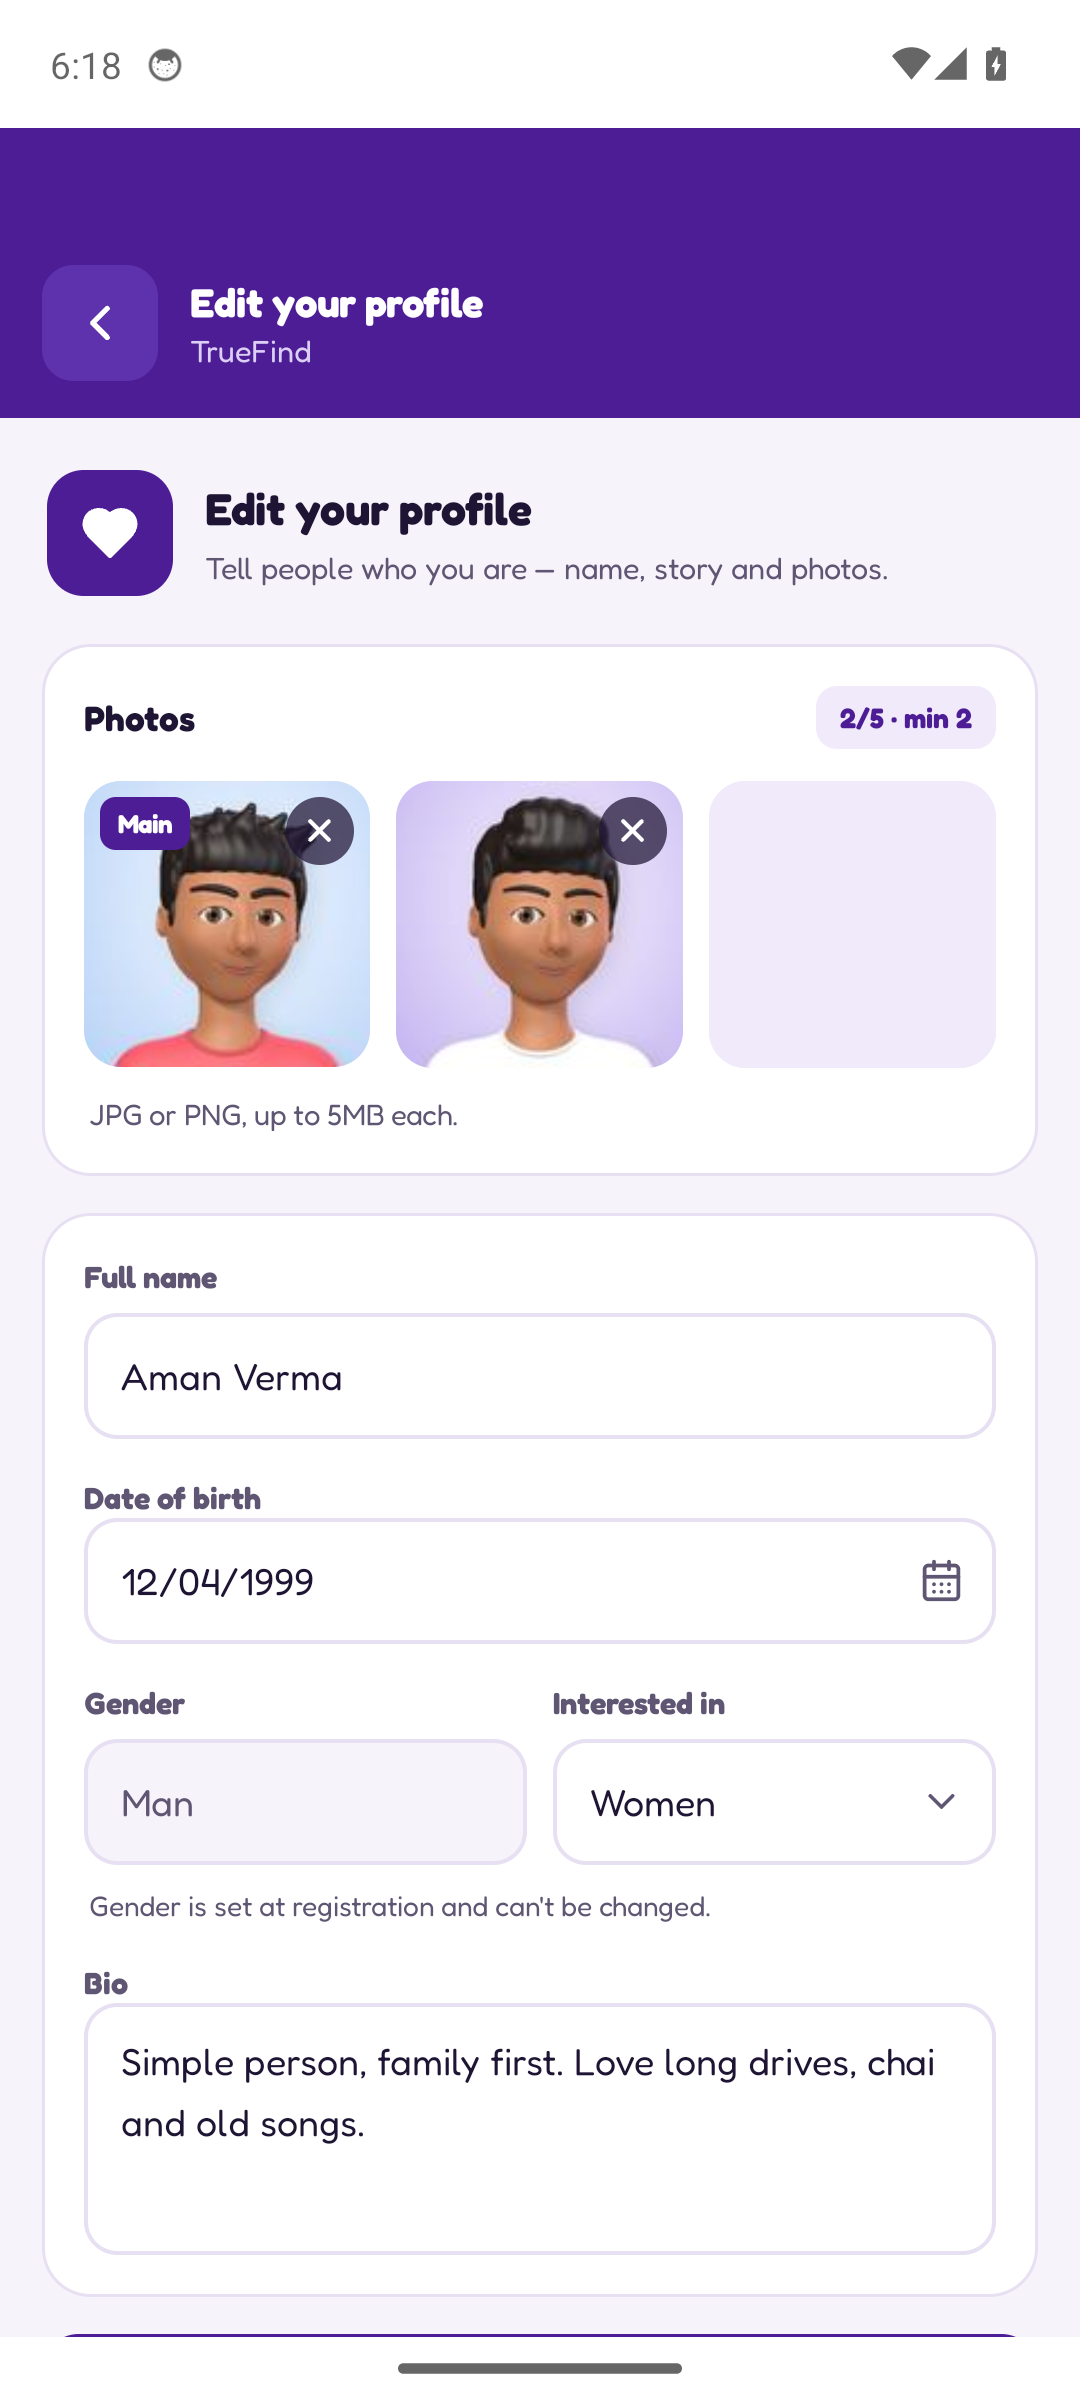 6:18
Edit your profile
TrueFind
Edit your profile
Tell people who you are – name, story and photos.
Photos
2/5 · min 2
Main
JPG or PNG, up to 5MB each.
Full name
Aman Verma
Date of birth
12/04/1999
Gender
Interested in
Man
Women
Gender is set at registration and can't be changed.
Bio
Simple person, family first. Love long drives, chai
and old songs.